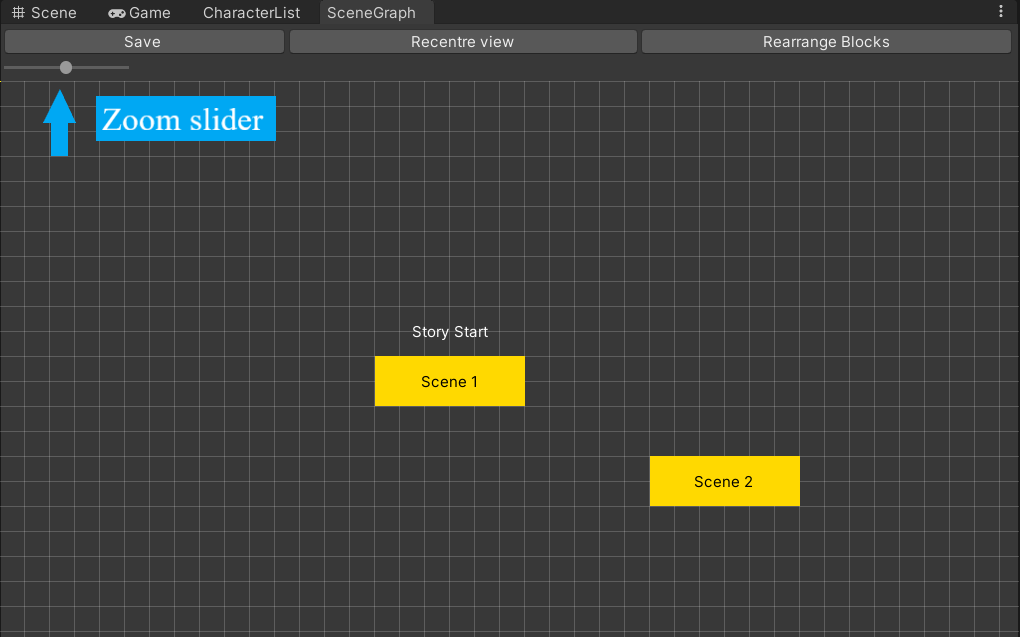 Scene Game CharacterList SceneGraph
Save Recentre view Rearrange Blocks
Zoom slider
Story Start
Scene 1
Scene 2